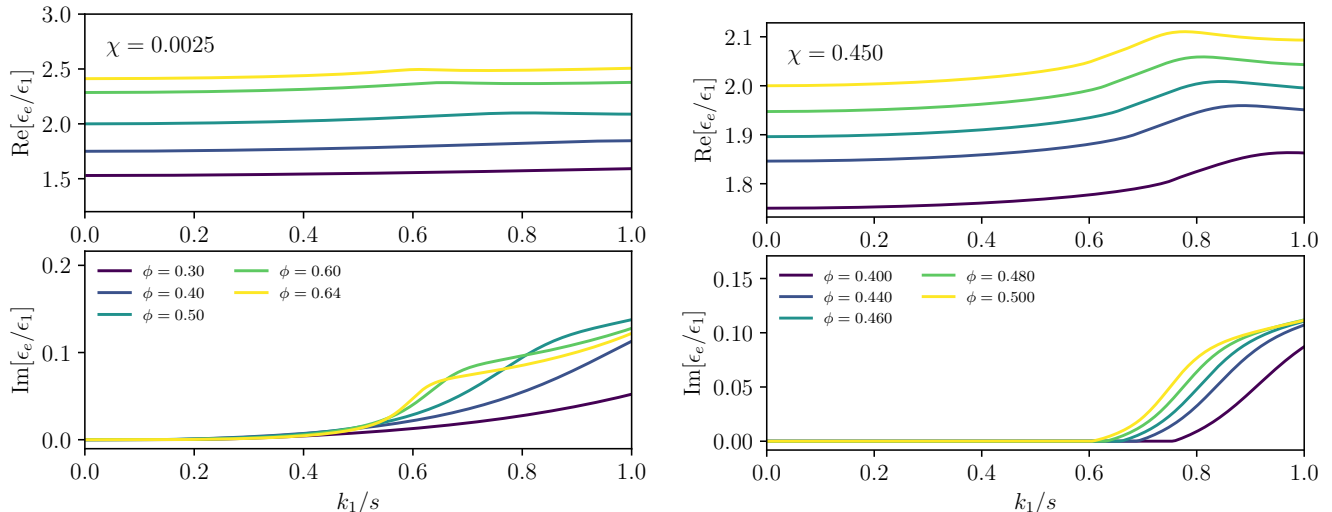 3.0
2.5
2.0
1.5
Re[ϵ_e/ϵ_1]
χ = 0.0025
0.0 0.2 0.4 0.6 0.8 1.0
0.2
0.1
0.0
Im[ϵ_e/ϵ_1]
ϕ = 0.30 ϕ = 0.60
ϕ = 0.40 ϕ = 0.64
ϕ = 0.50
0.0 0.2 0.4 0.6 0.8 1.0
k_1/s
2.1
2.0
1.9
1.8
Re[ϵ_e/ϵ_1]
χ = 0.450
0.0 0.2 0.4 0.6 0.8 1.0
0.15
0.10
0.05
0.00
Im[ϵ_e/ϵ_1]
ϕ = 0.400 ϕ = 0.480
ϕ = 0.440 ϕ = 0.500
ϕ = 0.460
0.0 0.2 0.4 0.6 0.8 1.0
k_1/s